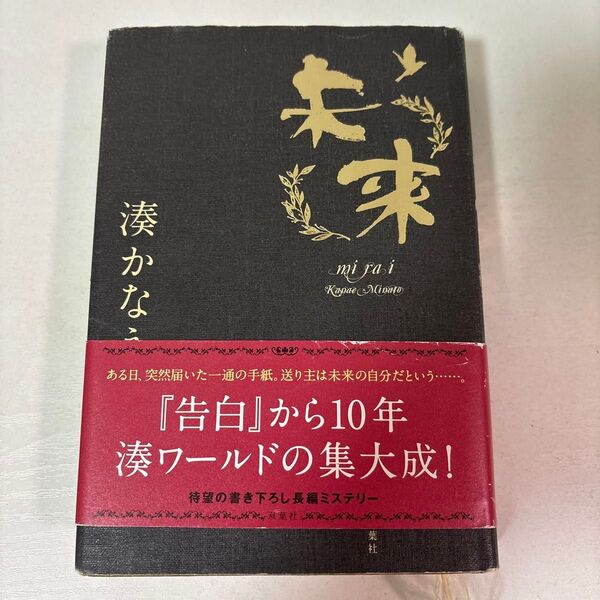 未来
mirai
Kanae Minato
湊かなえ
ある日、突然届いた一通の手紙。送り主は未来の自分だという……。
『告白』から10年
湊ワールドの集大成!
待望の書き下ろし長編ミステリー
双葉社
葉社